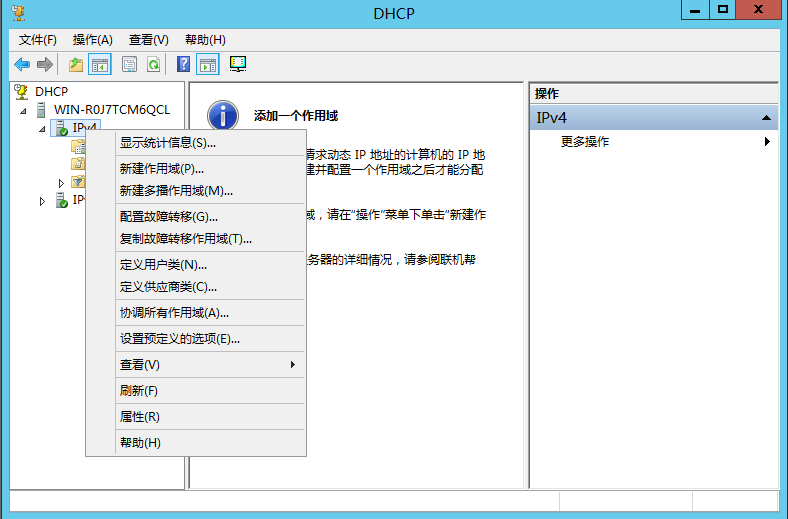 DHCP
文件(F) 操作(A) 查看(V) 帮助(H)
DHCP
WIN-R0J7TCM6QCL
IPv4
显示统计信息(S)...
新建作用域(P)...
新建多播作用域(M)...
配置故障转移(G)...
复制故障转移作用域(T)...
定义用户类(N)...
定义供应商类(C)...
协调所有作用域(A)...
设置预定义的选项(E)...
查看(V)
刷新(F)
属性(R)
帮助(H)
添加一个作用域
请求动态 IP 地址的计算机的 IP 地
建并配置一个作用域之后才能分配
域，请在"操作"菜单下单击"新建作
务器的详细情况，请参阅联机帮
操作
IPv4
更多操作